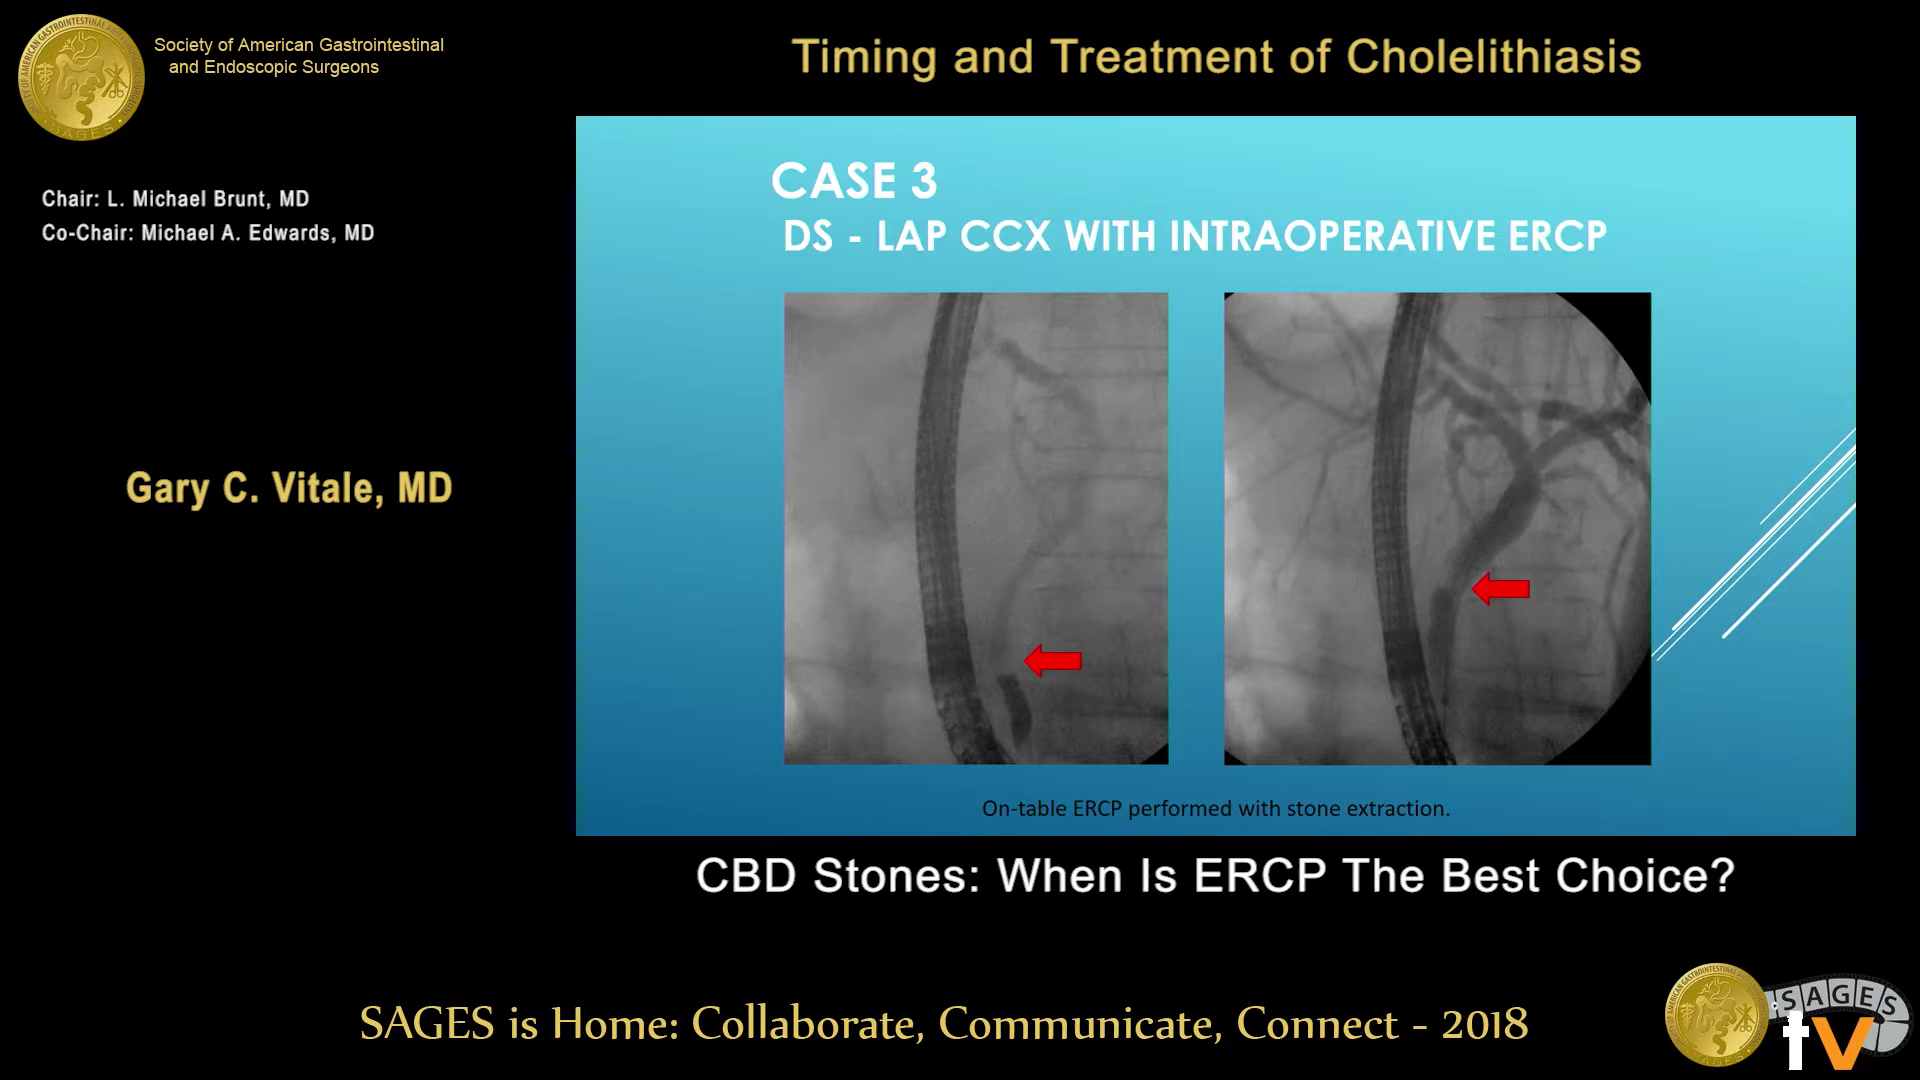 Society of American Gastrointestinal
and Endoscopic Surgeons
Timing and Treatment of Cholelithiasis
Chair: L. Michael Brunt, MD
Co-Chair: Michael A. Edwards, MD
Gary C. Vitale, MD
CASE 3
DS - LAP CCX WITH INTRAOPERATIVE ERCP
On-table ERCP performed with stone extraction.
CBD Stones: When Is ERCP The Best Choice?
SAGES is Home: Collaborate, Communicate, Connect - 2018
SAGES
tv